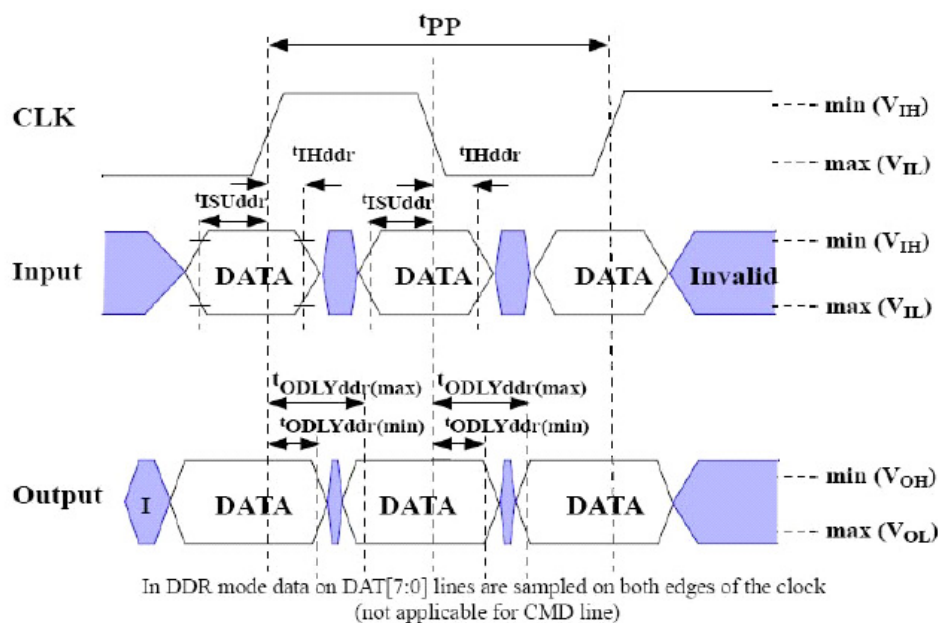 tPP
CLK
min (VIH)
max (VIL)
tIHddr
tIHddr
tISUddr
tISUddr
Input
DATA
DATA
DATA
Invalid
min (VIH)
max (VIL)
tODLYddr(max)
tODLYddr(max)
tODLYddr(min)
tODLYddr(min)
Output
I
DATA
DATA
DATA
min (VOH)
max (VOL)
In DDR mode data on DAT[7:0] lines are sampled on both edges of the clock
(not applicable for CMD line)